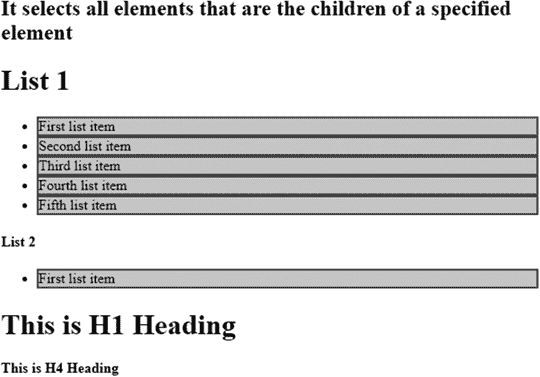 It selects all elements that are the children of a specified
element
List 1
First list item
Second list item
Third list item
Fourth list item
Fifth list item
List 2
First list item
This is H1 Heading
This is H4 Heading